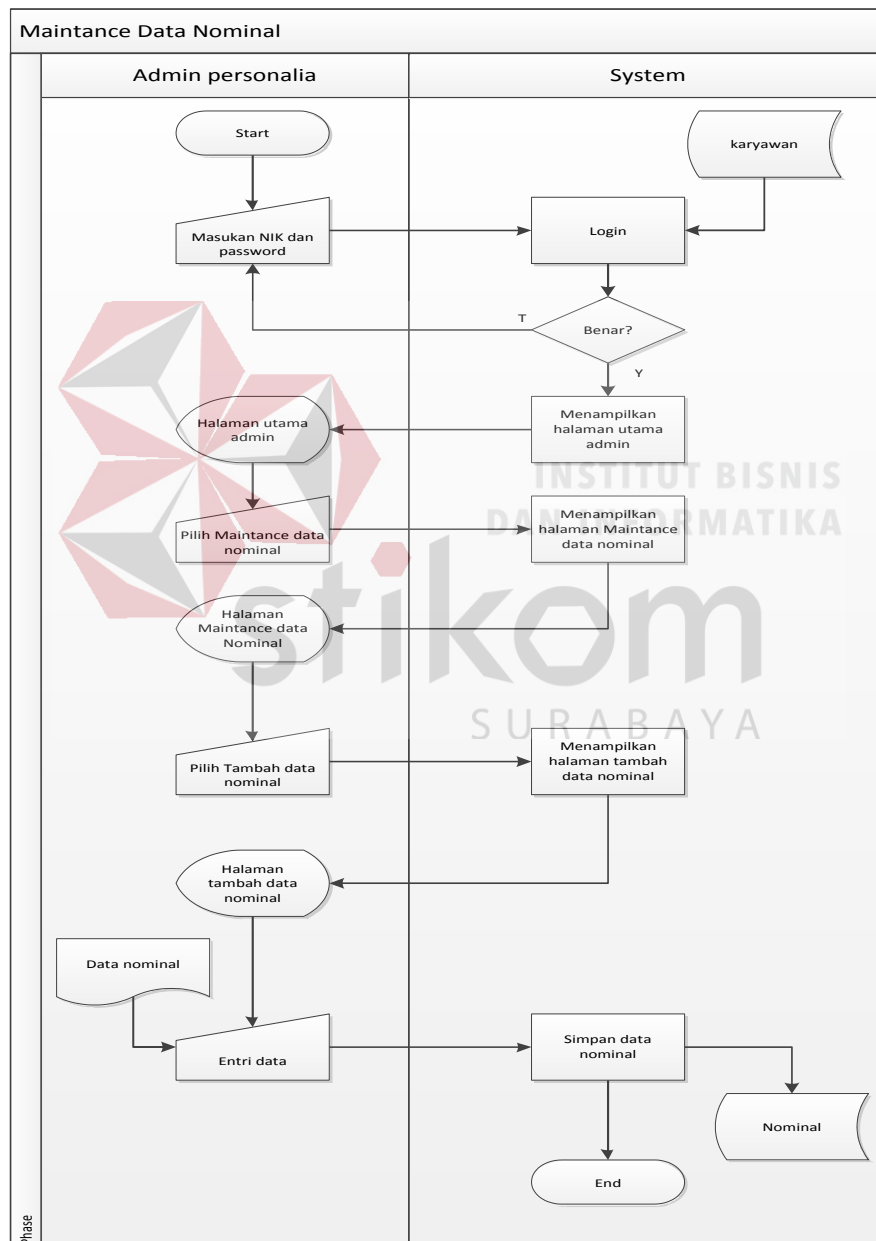 Maintance Data Nominal
Admin personalia
System
Start
karyawan
Masukan NIK dan
password
Login
T
Benar?
Y
Halaman utama
admin
Menampilkan
halaman utama
admin
INSTITUT BISNIS
DAN INFORMATIKA
Pilih Maintance data
nominal
Menampilkan
halaman Maintance
data nominal
Halaman
Maintance data
Nominal
stikom
SURABAYA
Pilih Tambah data
nominal
Menampilkan
halaman tambah
data nominal
Halaman
tambah data
nominal
Data nominal
Entri data
Simpan data
nominal
Nominal
End
Phase